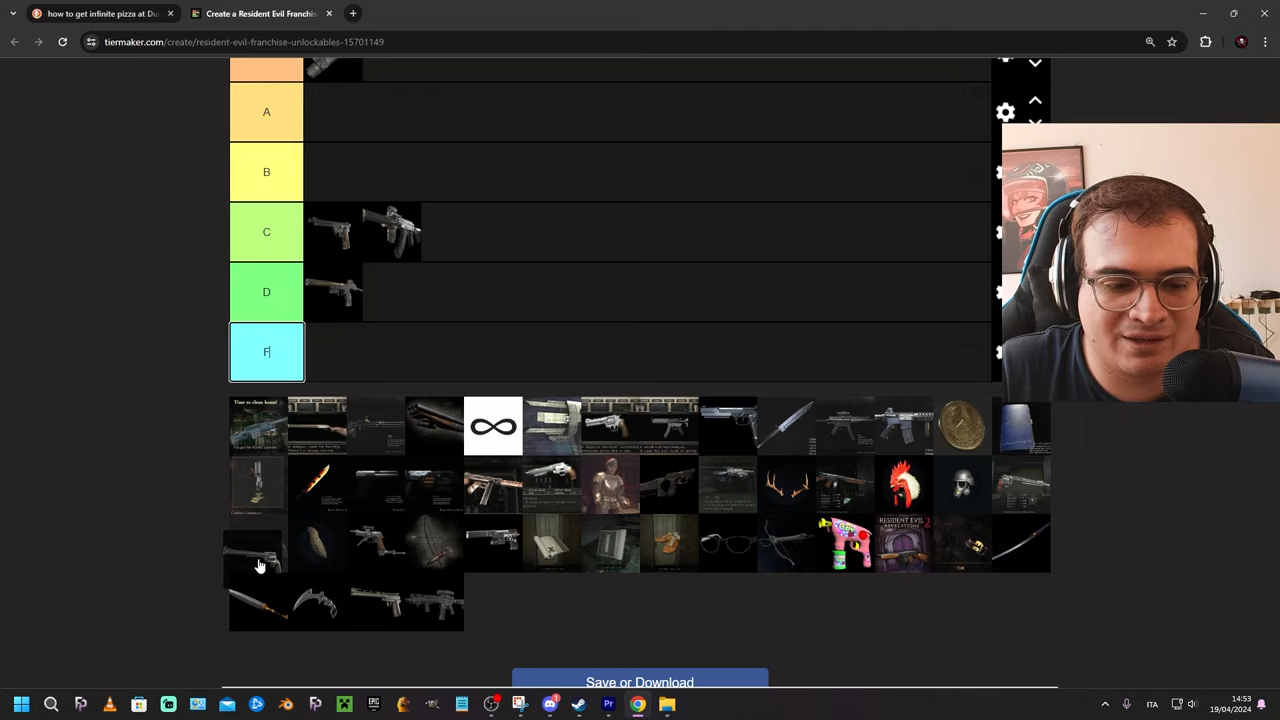 how to get infinite pizza at Du
Create a Resident Evil Franchis
tiermaker.com/create/resident-evil-franchise-unlockables-15701149
A
B
C
D
F
Time to clean house!
RESIDENT EVIL
REVELATIONS 2
Save or Download
ITA
14:53
19/04/2024